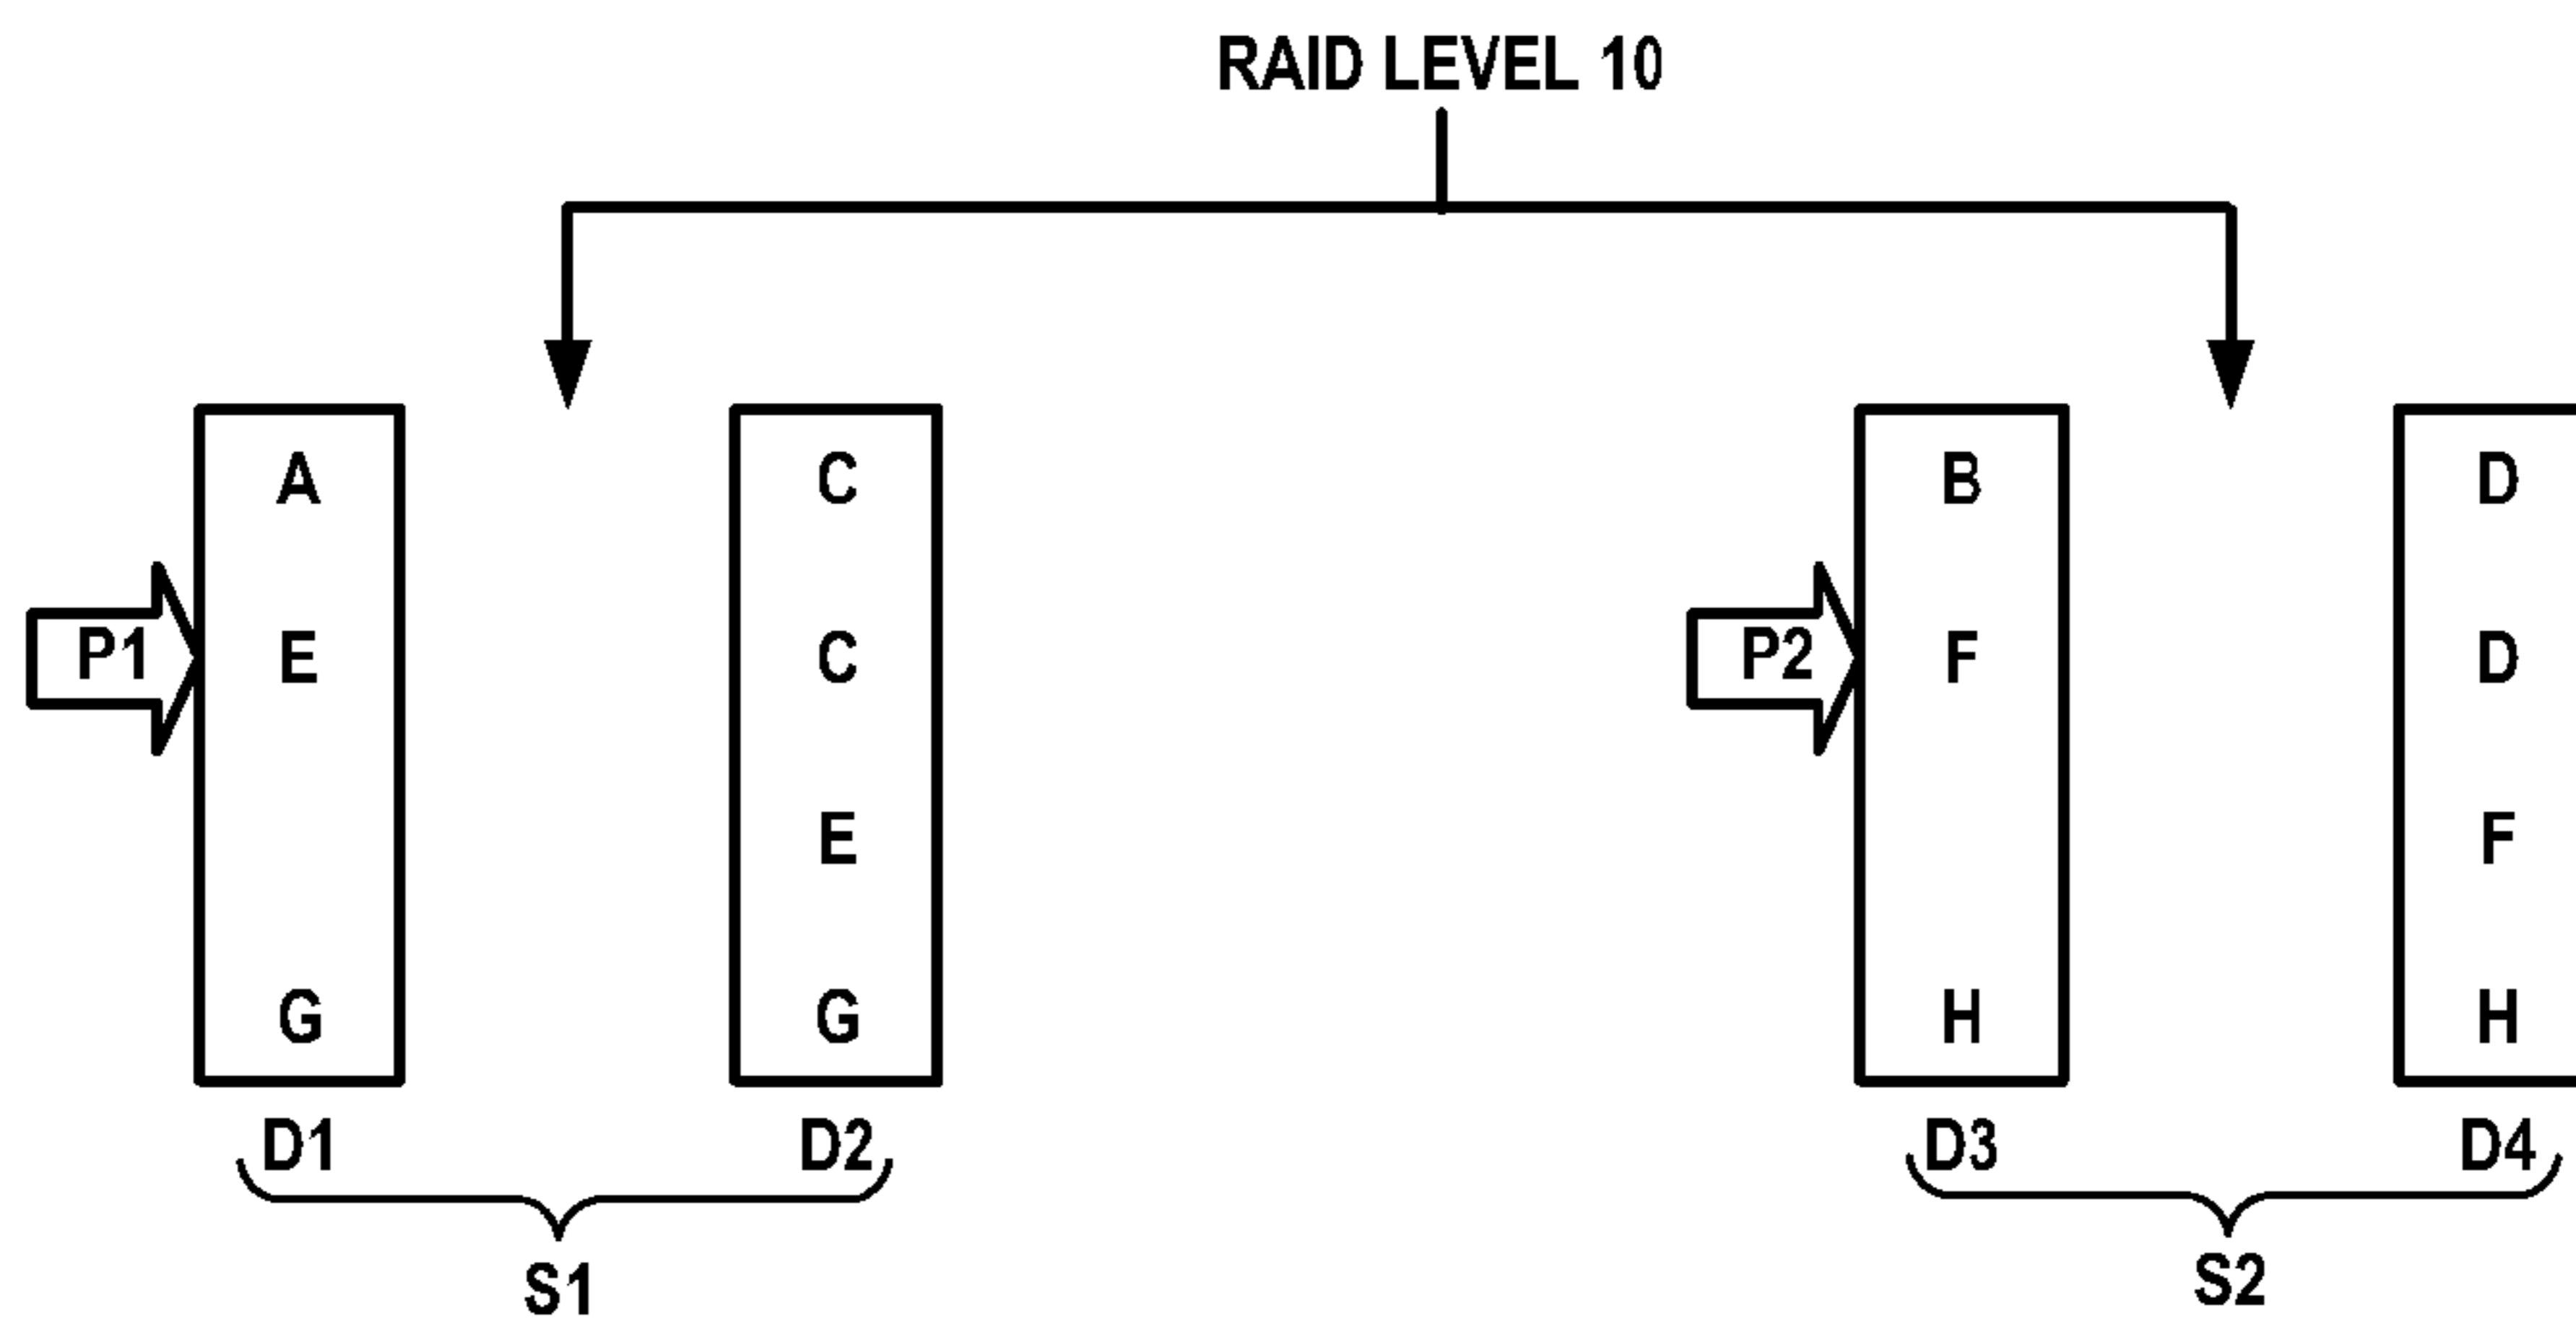 RAID LEVEL 10
A C B D
P1 E C P2 F D
E F
G G H H
D1 D2 D3 D4
S1 S2